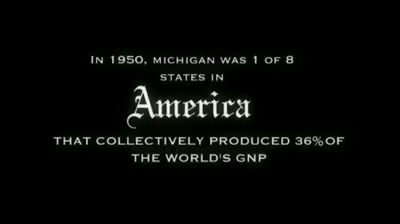 IN 1950, MICHIGAN WAS 1 OF 8
STATES IN
America
THAT COLLECTIVELY PRODUCED 36%OF
THE WORLD'S GNP